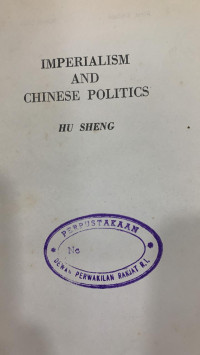 IMPERIALISM
AND
CHINESE POLITICS
HU SHENG
PERPUSTAKAAN
No
DEWAN PERWAKILAN RAKJAT R.I.